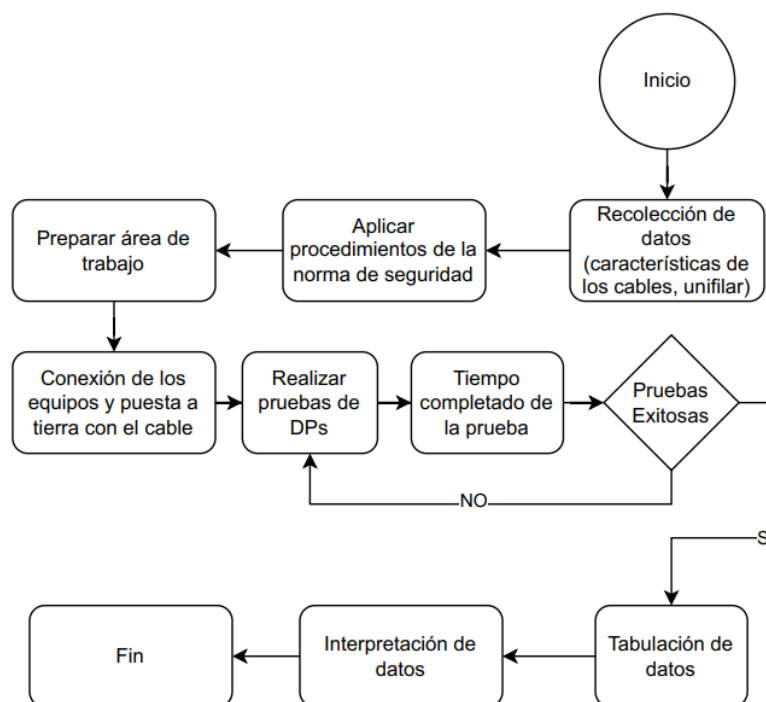 Inicio
Recolección de
datos
(características de
los cables, unifilar)
Aplicar
procedimientos de la
norma de seguridad
Preparar área de
trabajo
Conexión de los
equipos y puesta a
tierra con el cable
Realizar
pruebas de
DPs
Tiempo
completado de
la prueba
Pruebas
Exitosas
NO
S
Tabulación de
datos
Interpretación de
datos
Fin